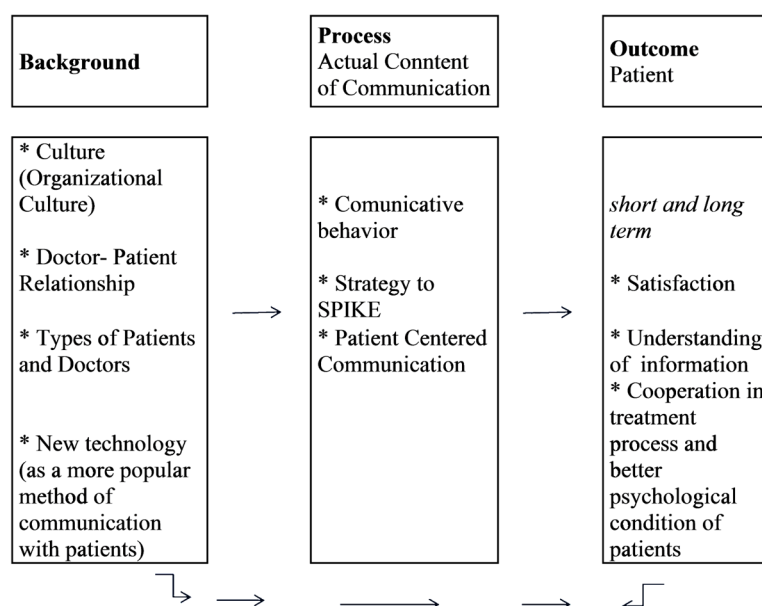 Background
Process
Actual Conntent
of Communication
Outcome
Patient
* Culture
(Organizational
Culture)
* Doctor- Patient
Relationship
* Types of Patients
and Doctors
* New technology
(as a more popular
method of
communication
with patients)
* Comunicative
behavior
* Strategy to
SPIKE
* Patient Centered
Communication
short and long
term
* Satisfaction
* Understanding
of information
* Cooperation in
treatment
process and
better
psychological
condition of
patients